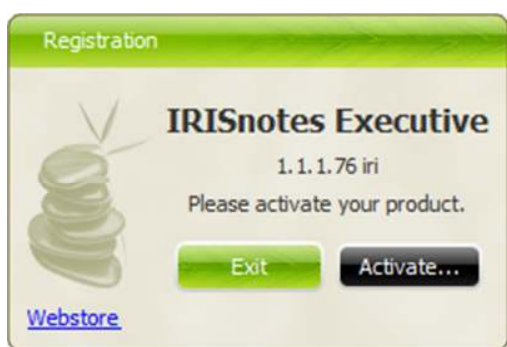 Registration
IRISnotes Executive
1.1.1.76 iri
Please activate your product.
Exit
Activate...
Webstore